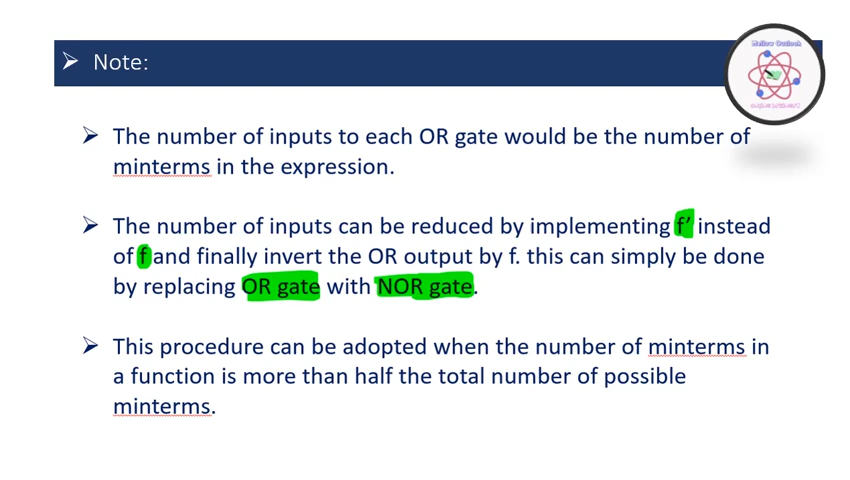 ➢ Note:
Mellow Outlook
➢ The number of inputs to each OR gate would be the number of
minterms in the expression.
➢ The number of inputs can be reduced by implementing f’ instead
of f and finally invert the OR output by f. this can simply be done
by replacing OR gate with NOR gate.
➢ This procedure can be adopted when the number of minterms in
a function is more than half the total number of possible
minterms.